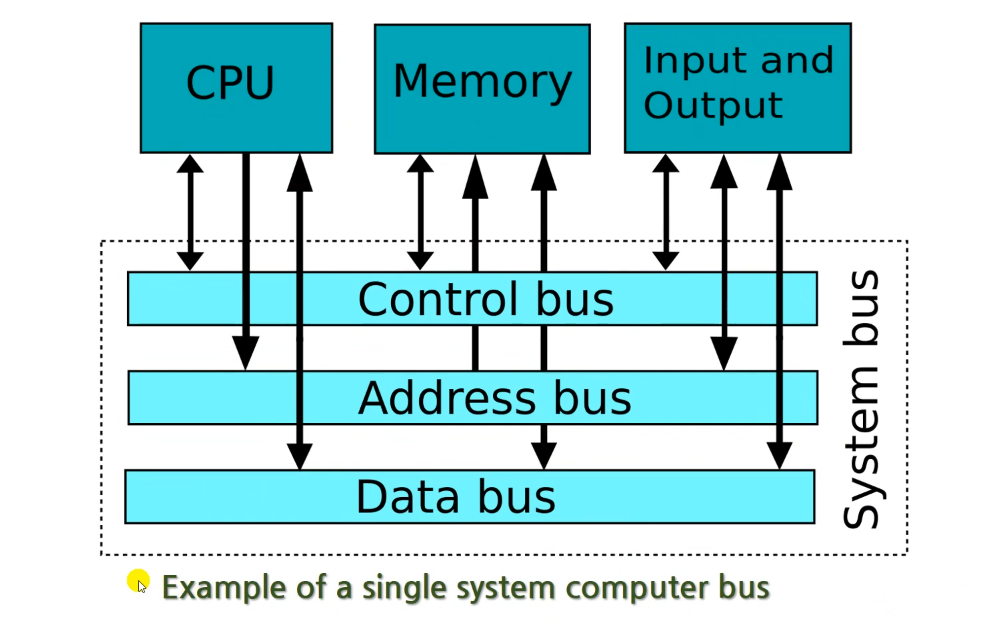 CPU
Memory
Input and
Output
Control bus
Address bus
Data bus
System bus
Example of a single system computer bus